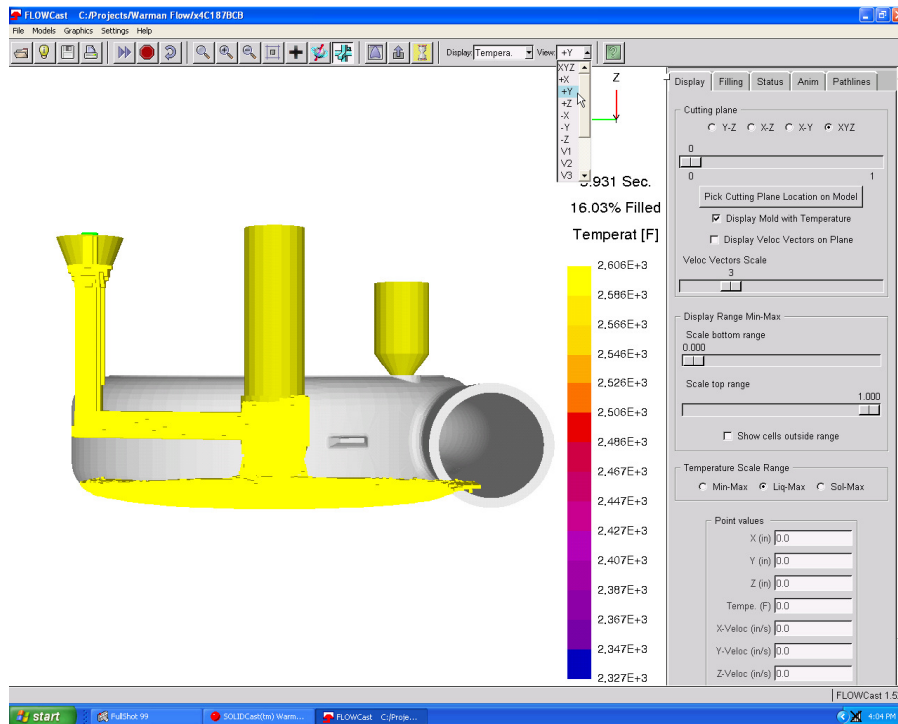 FLOWCast C:/Projects/Warman Flow/x4C187BCB
File Models Graphics Settings Help
Display: Tempera. View: +Y
XYZ
+X
+Y
+Z
-X
-Y
-Z
V1
V2
V3
Z
.931 Sec.
16.03% Filled
Temperat [F]
2,606E+3
2,586E+3
2,566E+3
2,546E+3
2,526E+3
2,506E+3
2,486E+3
2,467E+3
2,447E+3
2,427E+3
2,407E+3
2,387E+3
2,367E+3
2,347E+3
2,327E+3
Display Filling Status Anim Pathlines
Cutting plane
Y-Z X-Z X-Y XYZ
0
0 1
Pick Cutting Plane Location on Model
Display Mold with Temperature
Display Veloc Vectors on Plane
Veloc Vectors Scale
3
Display Range Min-Max
Scale bottom range
0.000
Scale top range
1.000
Show cells outside range
Temperature Scale Range
Min-Max Liq-Max Sol-Max
Point values
X (in) 0.0
Y (in) 0.0
Z (in) 0.0
Tempe. (F) 0.0
X-Veloc (in/s) 0.0
Y-Veloc (in/s) 0.0
Z-Veloc (in/s) 0.0
FLOWCast 1.5
start FullShot 99 SOLIDCast(tm) Warm... FLOWCast C:/Proje... 4:04 PM